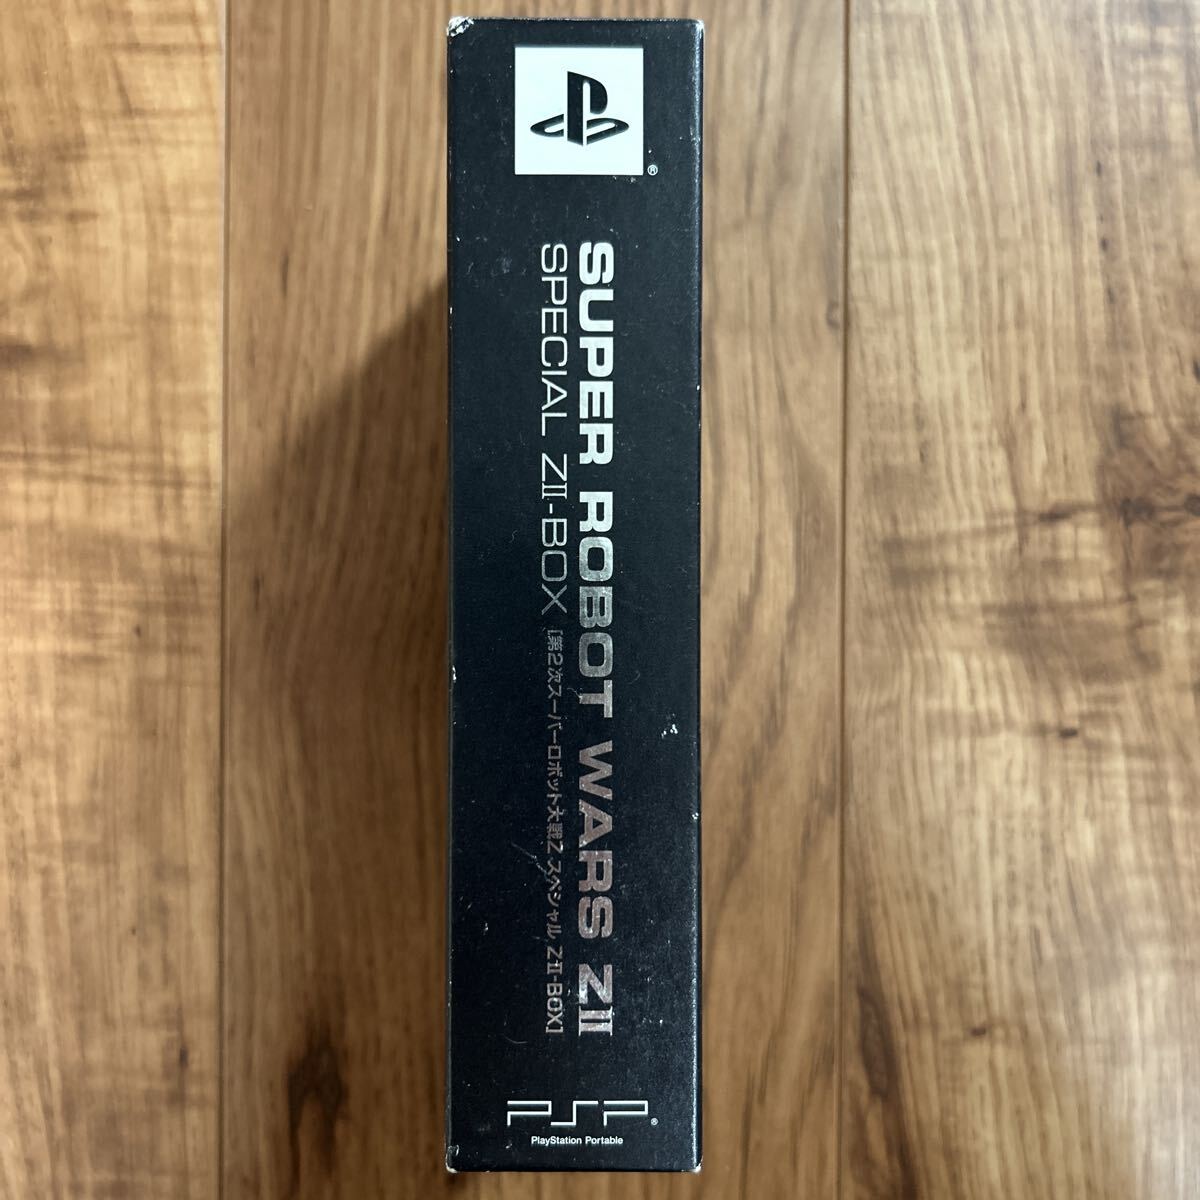 ®
SUPER ROBOT WARS ZII
SPECIAL ZII-BOX [第2次スーパーロボット大戦Z スペシャル ZII-BOX]
PSP®
PlayStation Portable